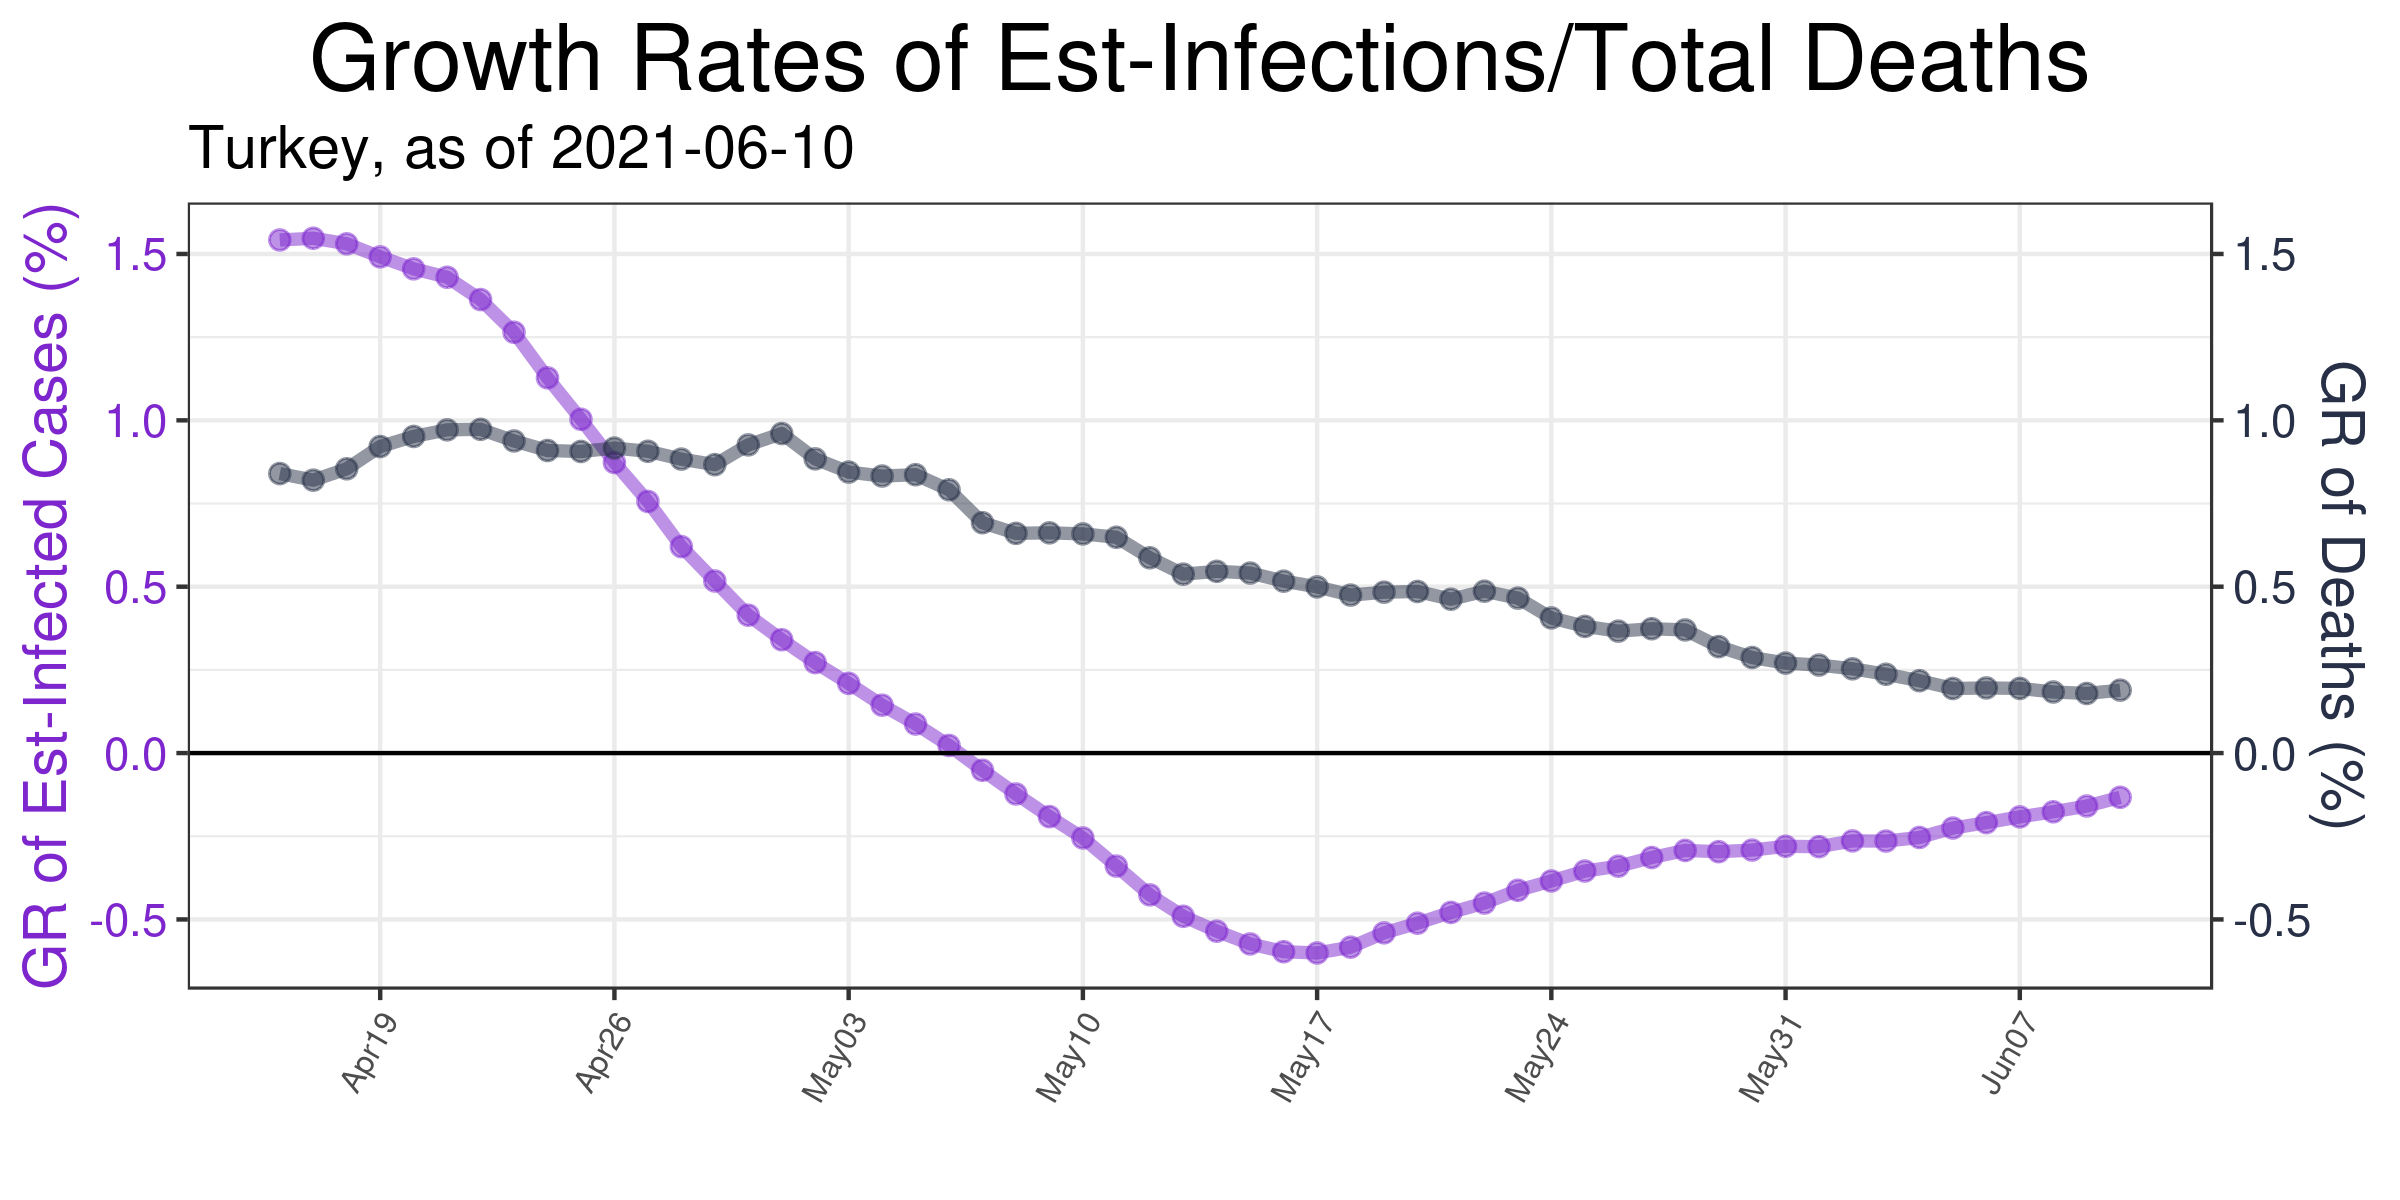 Growth Rates of Est-Infections/Total Deaths
Turkey, as of 2021-06-10
GR of Est-Infected Cases (%)
1.5
1.0
0.5
0.0
-0.5
1.5
1.0
0.5
0.0
-0.5
GR of Deaths (%)
Apr19
Apr26
May03
May10
May17
May24
May31
Jun07